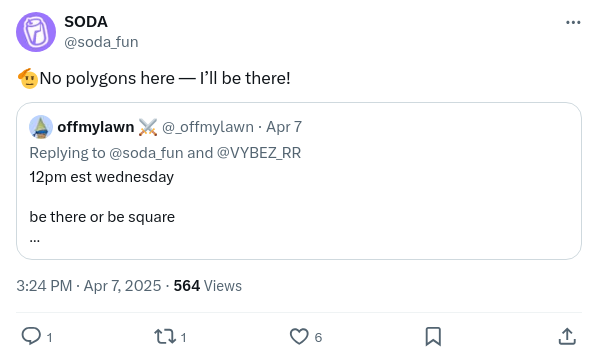 SODA
@soda_fun
🫡No polygons here — I’ll be there!
offmylawn ⚔️ @_offmylawn · Apr 7
Replying to @soda_fun and @VYBEZ_RR
12pm est wednesday
be there or be square
...
3:24 PM · Apr 7, 2025 · 564 Views
1 1 6